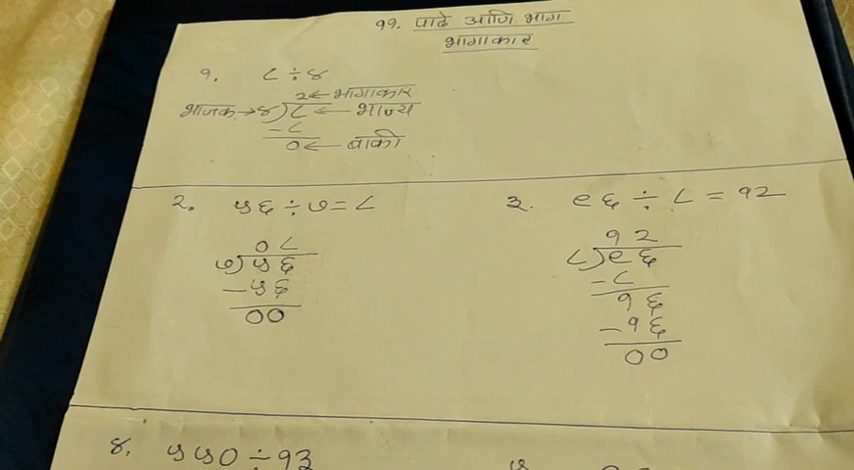 ११. पाढे आणि भाग
भागाकार
१. ८ ÷ ४
२ ← भागाकार
भाजक → ४) ८ ← भाज्य
- ८
० ← बाकी
२. ५६ ÷ ७ = ८
०८
७) ५६
- ५६
००
३. ९६ ÷ ८ = १२
१२
८) ९६
- ८
१६
- १६
००
४. ५५० ÷ १३